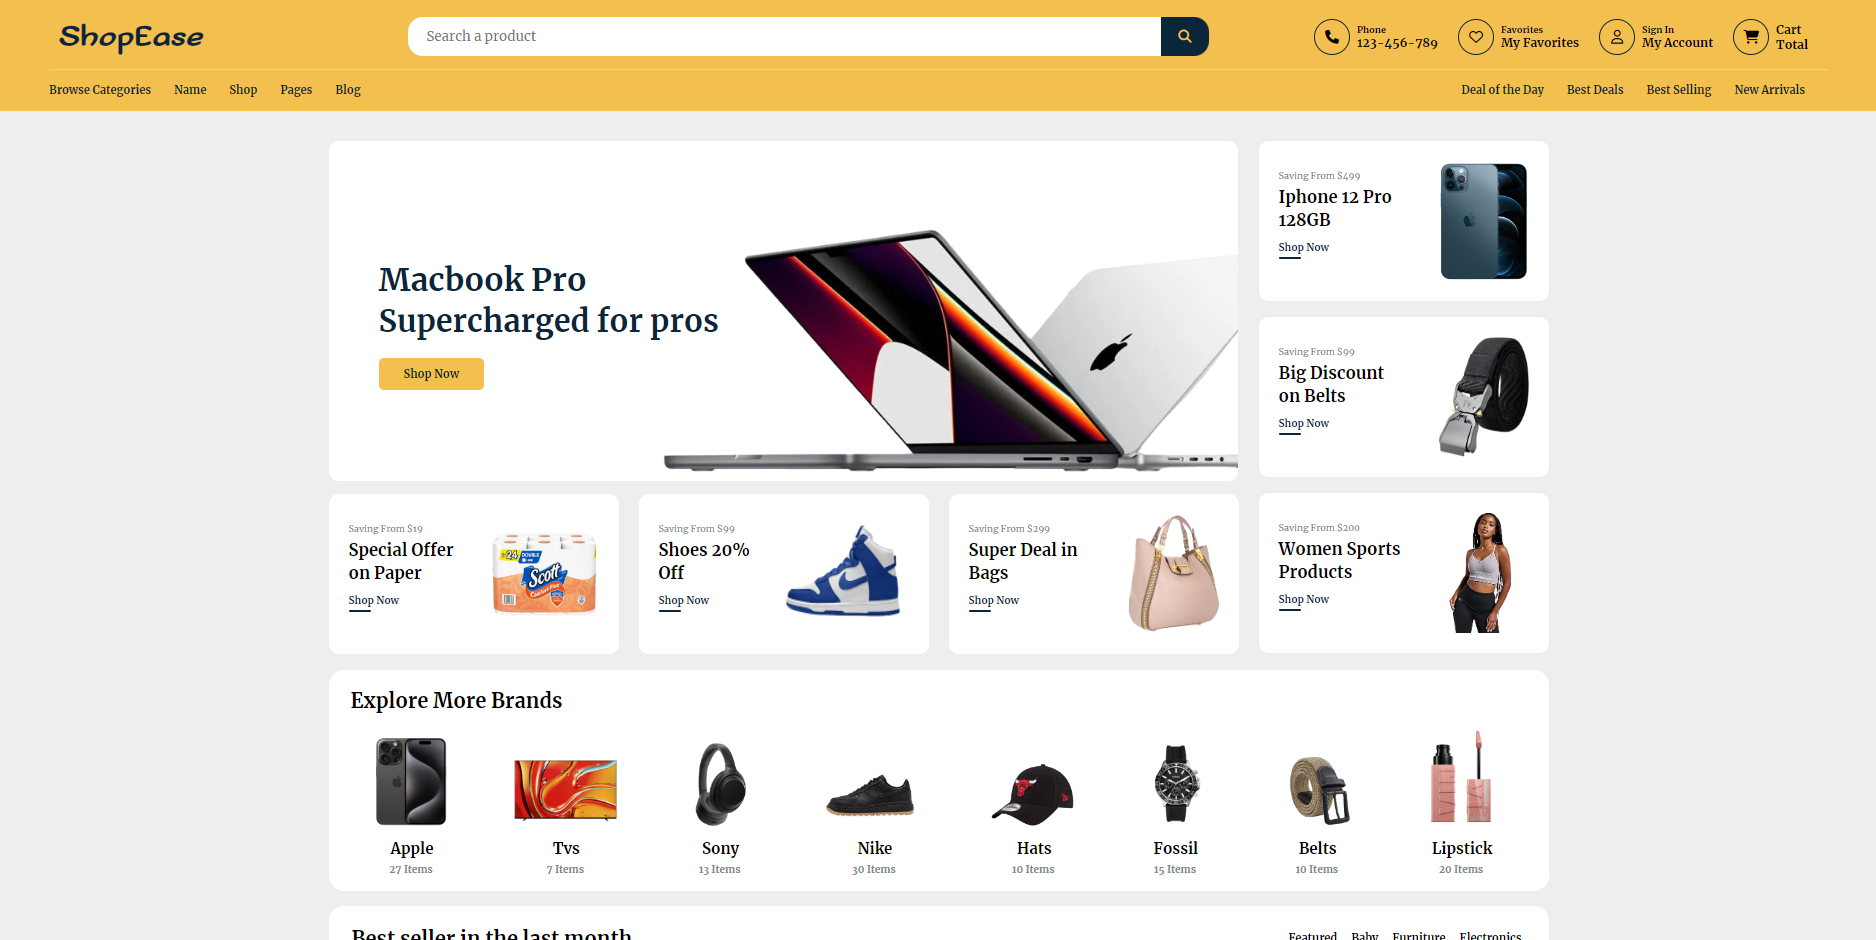 ShopEase
Search a product
Phone
123-456-789
Favorites
My Favorites
Sign In
My Account
Cart
Total
Browse Categories
Name
Shop
Pages
Blog
Deal of the Day
Best Deals
Best Selling
New Arrivals
Macbook Pro
Supercharged for pros
Shop Now
Saving From $499
Iphone 12 Pro
128GB
Shop Now
Saving From $99
Big Discount
on Belts
Shop Now
Saving From $19
Special Offer
on Paper
Shop Now
24 DOUBLE
Scott
Saving From $99
Shoes 20%
Off
Shop Now
Saving From $299
Super Deal in
Bags
Shop Now
Saving From $200
Women Sports
Products
Shop Now
Explore More Brands
Apple
27 Items
Tvs
7 Items
Sony
13 Items
Nike
30 Items
Hats
10 Items
Fossil
15 Items
Belts
10 Items
Lipstick
20 Items
Best seller in the last month
Featured
Baby
Furniture
Electronics